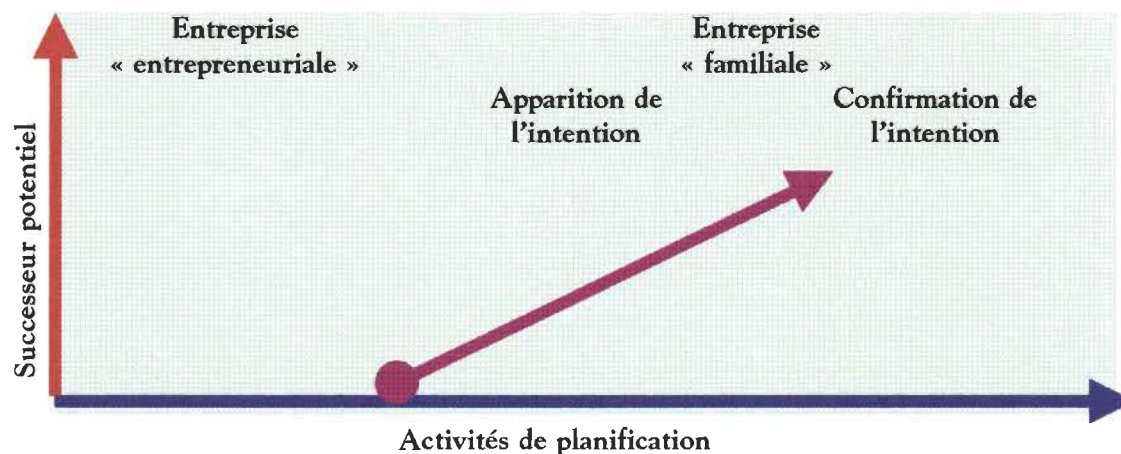 Entreprise
« entrepreneuriale »
Entreprise
« familiale »
Apparition de
l'intention
Confirmation de
l'intention
Successeur potentiel
Activités de planification